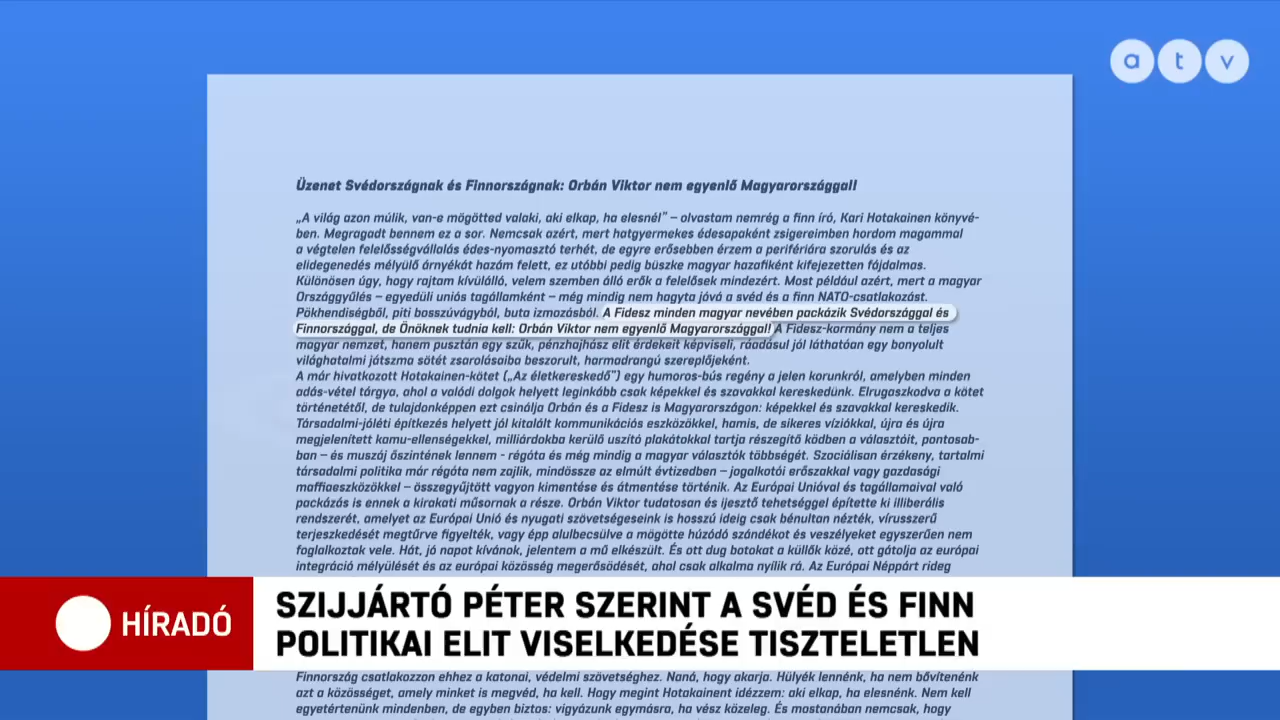 a t v
Üzenet Svédországnak és Finnországnak: Orbán Viktor nem egyenlő Magyarországgal!
„A világ azon múlik, van-e mögötted valaki, aki elkap, ha elesnél” – olvastam nemrég a finn író, Kari Hotakainen könyvé-
ben. Megragadt bennem ez a sor. Nemcsak azért, mert hatgyermekes édesapaként zsigereimben hordom magammal
a végtelen felelősségvállalás édes-nyomasztó terhét, de egyre erősebben érzem a perifériára szorulás és az
elidegenedés mélyülő árnyékát hazám felett, ez utóbbi pedig büszke magyar hazafiként kifejezetten fájdalmas.
Különösen úgy, hogy rajtam kívülálló, velem szemben álló erők a felelősek mindezért. Most például azért, mert a magyar
Országgyűlés – egyedüli uniós tagállamként – még mindig nem hagyta jóvá a svéd és a finn NATO-csatlakozást.
Pökhendiségből, piti bosszúvágyból, buta izmozásból. A Fidesz minden magyar nevében packázik Svédországgal és
Finnországgal, de Önöknek tudnia kell: Orbán Viktor nem egyenlő Magyarországgal! A Fidesz-kormány nem a teljes
magyar nemzet, hanem pusztán egy szűk, pénzhajhász elit érdekeit képviseli, ráadásul jól láthatóan egy bonyolult
világhatalmi játszma sötét zsarolásaiba beszorult, harmadrangú szereplőjeként.
A már hivatkozott Hotakainen-kötet („Az életkereskedő”) egy humoros-bús regény a jelen korunkról, amelyben minden
adás-vétel tárgya, ahol a valódi dolgok helyett leginkább csak képekkel és szavakkal kereskedünk. Elrugaszkodva a kötet
történetétől, de tulajdonképpen ezt csinálja Orbán és a Fidesz is Magyarországon: képekkel és szavakkal kereskedik.
Társadalmi-jóléti építkezés helyett jól kitalált kommunikációs eszközökkel, hamis, de sikeres víziókkal, újra és újra
megjelenített kamu-ellenségekkel, milliárdokba kerülő uszító plakátokkal tartja részegítő ködben a választóit, pontosab-
ban – és muszáj őszintének lennem - régóta és még mindig a magyar választók többségét. Szociálisan érzékeny, tartalmi
társadalmi politika már régóta nem zajlik, mindössze az elmúlt évtizedben – jogalkotói erőszakkal vagy gazdasági
maffiaeszközökkel – összegyűjtött vagyon kimentése és átmentése történik. Az Európai Unióval és tagállamaival való
packázás is ennek a kirakati műsornak a része. Orbán Viktor tudatosan és ijesztő tehetséggel építette ki illiberális
rendszerét, amelyet az Európai Unió és nyugati szövetségeseink is hosszú ideig csak bénultan nézték, vírusszerű
terjeszkedését megtűrve figyelték, vagy épp alulbecsülve a mögötte húzódó szándékot és veszélyeket egyszerűen nem
foglalkoztak vele. Hát, jó napot kívánok, jelentem a mű elkészült. És ott dug botokat a küllők közé, ott gátolja az európai
integráció mélyülését és az európai közösség megerősödését, ahol csak alkalma nyílik rá. Az Európai Néppárt rideg
HÍRADÓ
SZIJJÁRTÓ PÉTER SZERINT A SVÉD ÉS FINN
POLITIKAI ELIT VISELKEDÉSE TISZTELETLEN
Finnország csatlakozzon ehhez a katonai, védelmi szövetséghez. Naná, hogy akarja. Hülyék lennénk, ha nem bővítenénk
azt a közösséget, amely minket is megvéd, ha kell. Hogy megint Hotakainent idézzem: aki elkap, ha elesnénk. Nem kell
egyetértenünk mindenben, de egyben biztos: vigyázunk egymásra, ha vész közeleg. És mostanában nemcsak, hogy